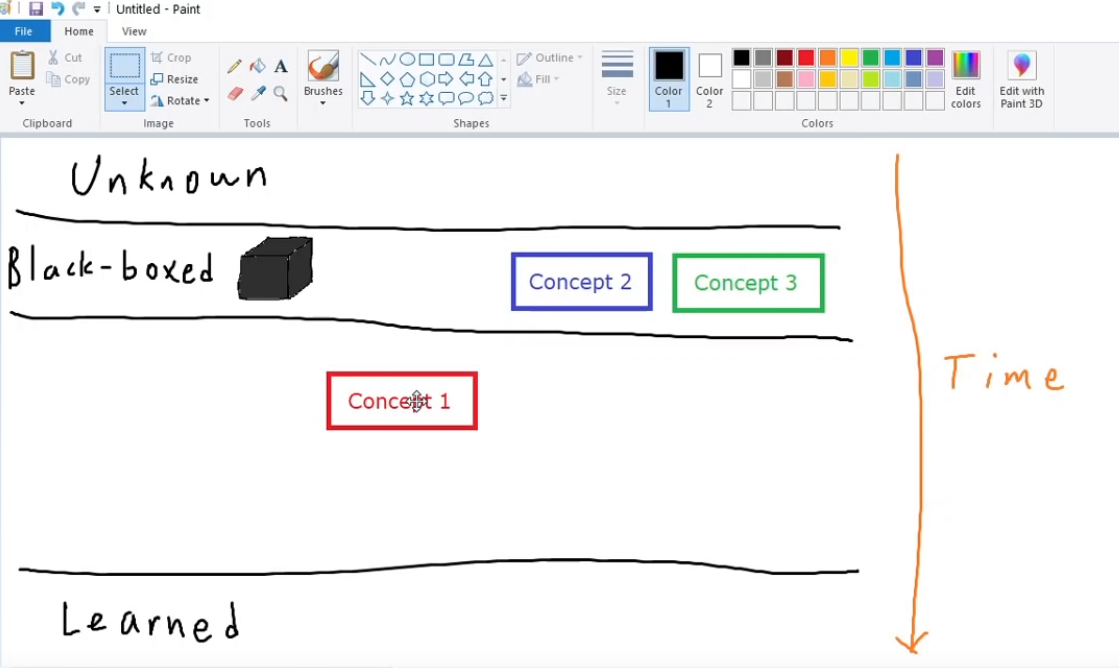 Untitled - Paint
File Home View
Paste
Cut
Copy
Clipboard
Select
Crop
Resize
Rotate
Image
A
Tools
Brushes
Shapes
Outline
Fill
Size
Color 1
Color 2
Colors
Edit colors
Edit with Paint 3D
Unknown
Black-boxed
Concept 2 Concept 3
Concept 1
Time
Learned